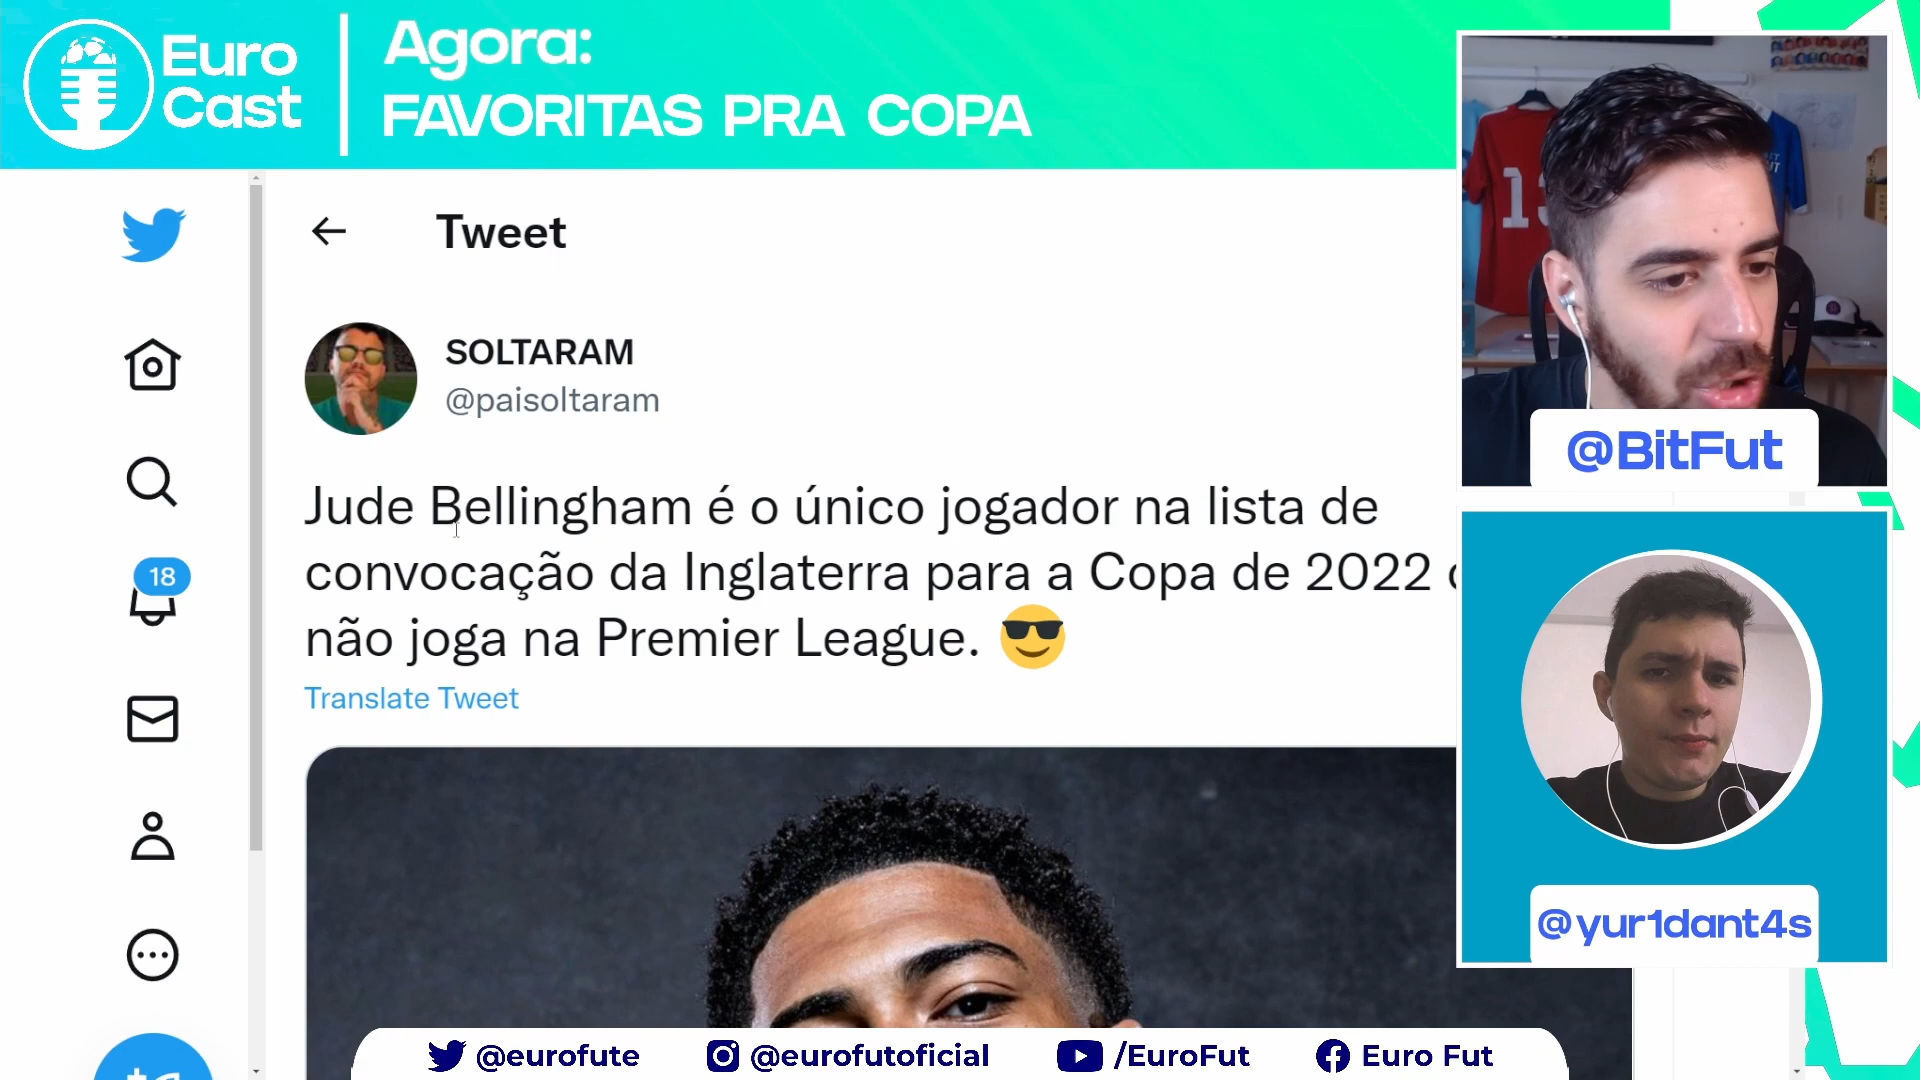 Euro
Cast
Agora:
FAVORITAS PRA COPA
Tweet
SOLTARAM
@paisoltaram
Jude Bellingham é o único jogador na lista de
convocação da Inglaterra para a Copa de 2022
não joga na Premier League. 😎
Translate Tweet
18
13
@BitFut
@yur1dant4s
@eurofute
@eurofutoficial
/EuroFut
Euro Fut